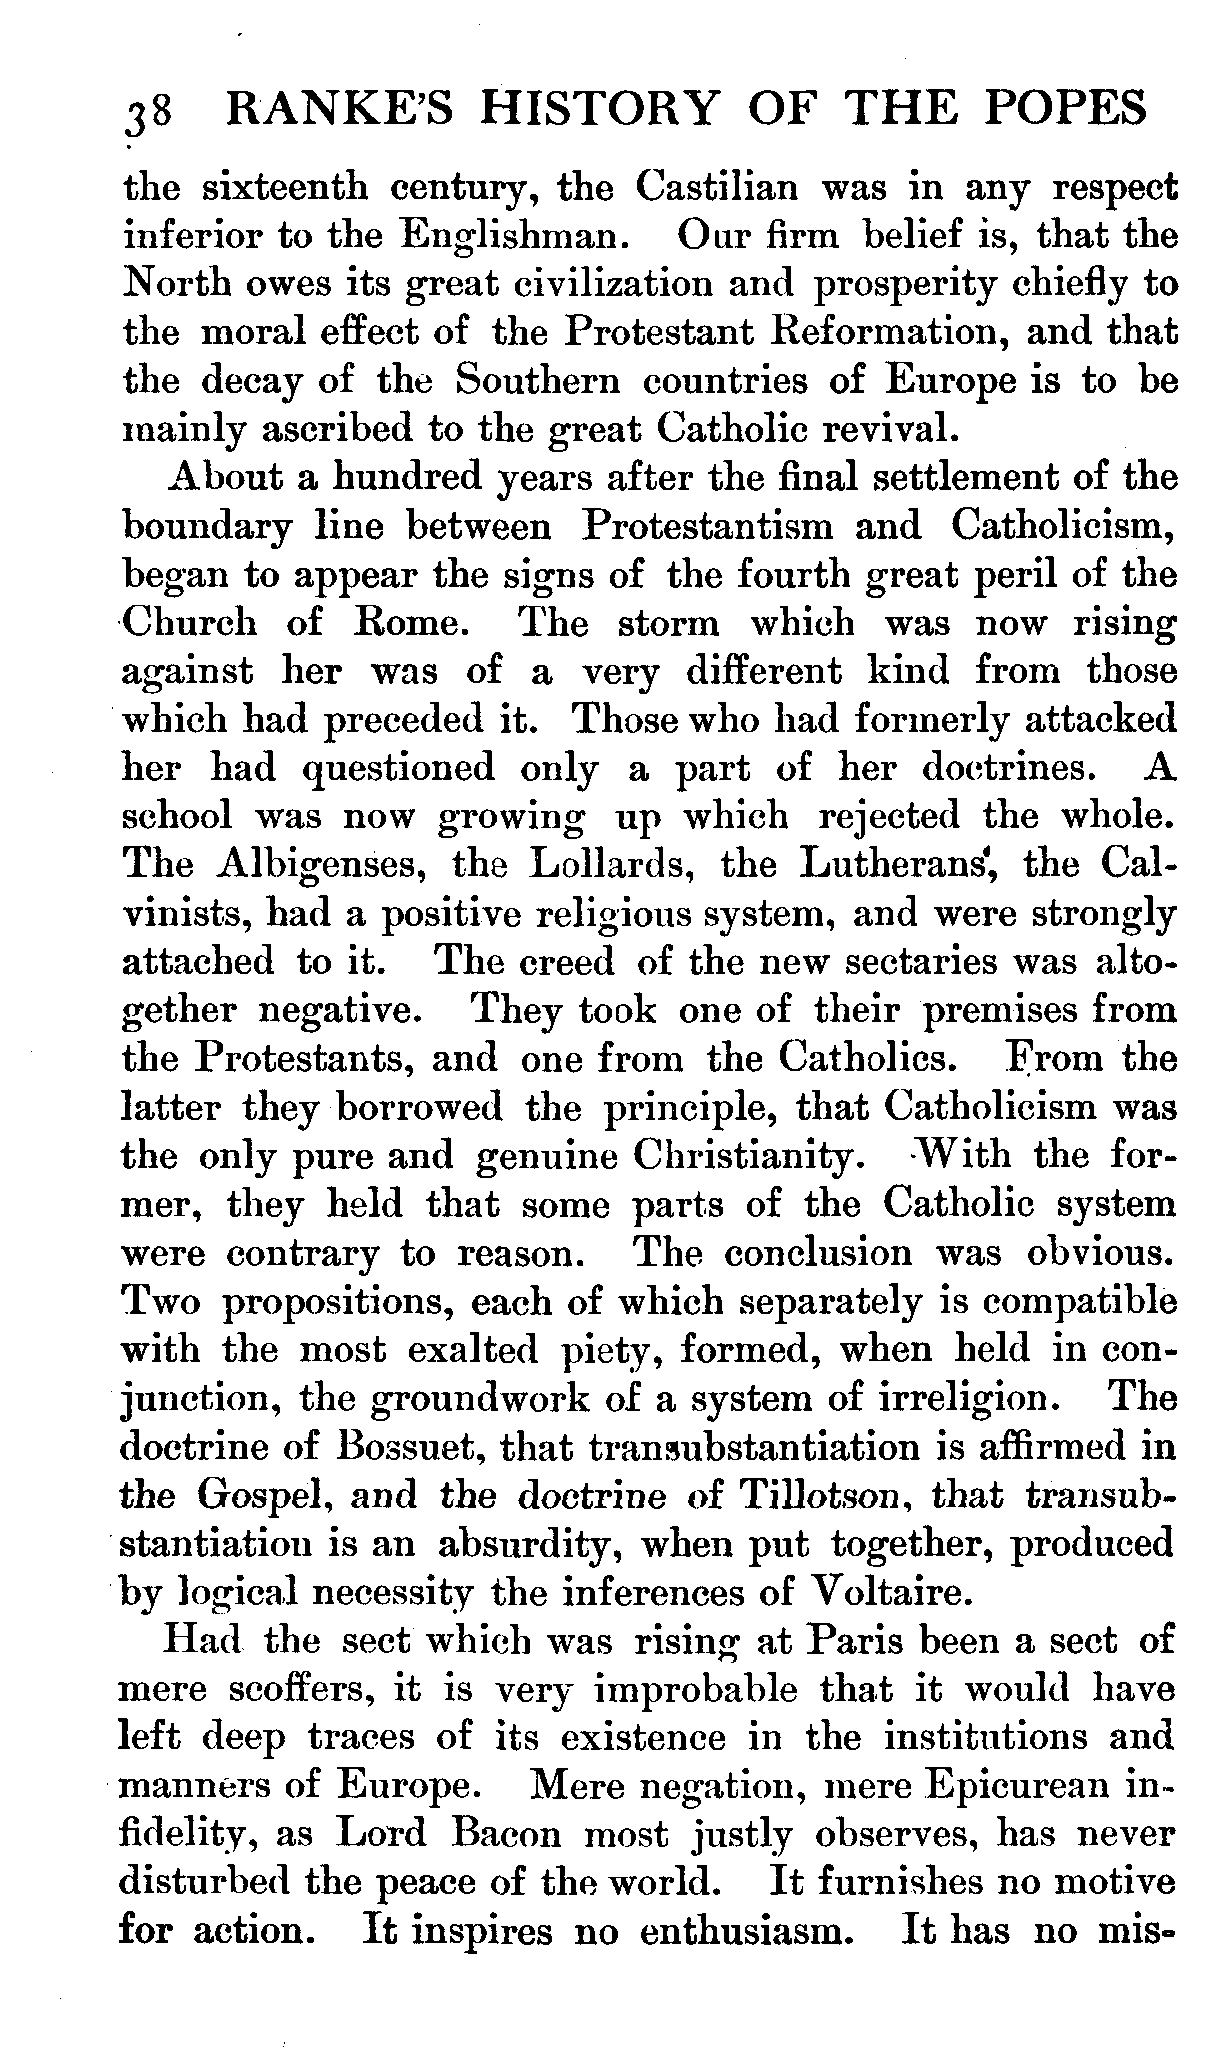 38 RANKE'S HISTORY OF THE POPES
the sixteenth century, the Castilian was in any respect
inferior to the Englishman. Our firm belief is, that the
North owes its great civilization and prosperity chiefly to
the moral effect of the Protestant Reformation, and that
the decay of the Southern countries of Europe is to be
mainly ascribed to the great Catholic revival.
About a hundred years after the final settlement of the
boundary line between Protestantism and Catholicism,
began to appear the signs of the fourth great peril of the
Church of Rome. The storm which was now rising
against her was of a very different kind from those
which had preceded it. Those who had formerly attacked
her had questioned only a part of her doctrines. A
school was now growing up which rejected the whole.
The Albigenses, the Lollards, the Lutherans, the Cal-
vinists, had a positive religious system, and were strongly
attached to it. The creed of the new sectaries was alto-
gether negative. They took one of their premises from
the Protestants, and one from the Catholics. From the
latter they borrowed the principle, that Catholicism was
the only pure and genuine Christianity. With the for-
mer, they held that some parts of the Catholic system
were contrary to reason. The conclusion was obvious.
Two propositions, each of which separately is compatible
with the most exalted piety, formed, when held in con-
junction, the groundwork of a system of irreligion. The
doctrine of Bossuet, that transubstantiation is affirmed in
the Gospel, and the doctrine of Tillotson, that transub-
stantiation is an absurdity, when put together, produced
by logical necessity the inferences of Voltaire.
Had the sect which was rising at Paris been a sect of
mere scoffers, it is very improbable that it would have
left deep traces of its existence in the institutions and
manners of Europe. Mere negation, mere Epicurean in-
fidelity, as Lord Bacon most justly observes, has never
disturbed the peace of the world. It furnishes no motive
for action. It inspires no enthusiasm. It has no mis-